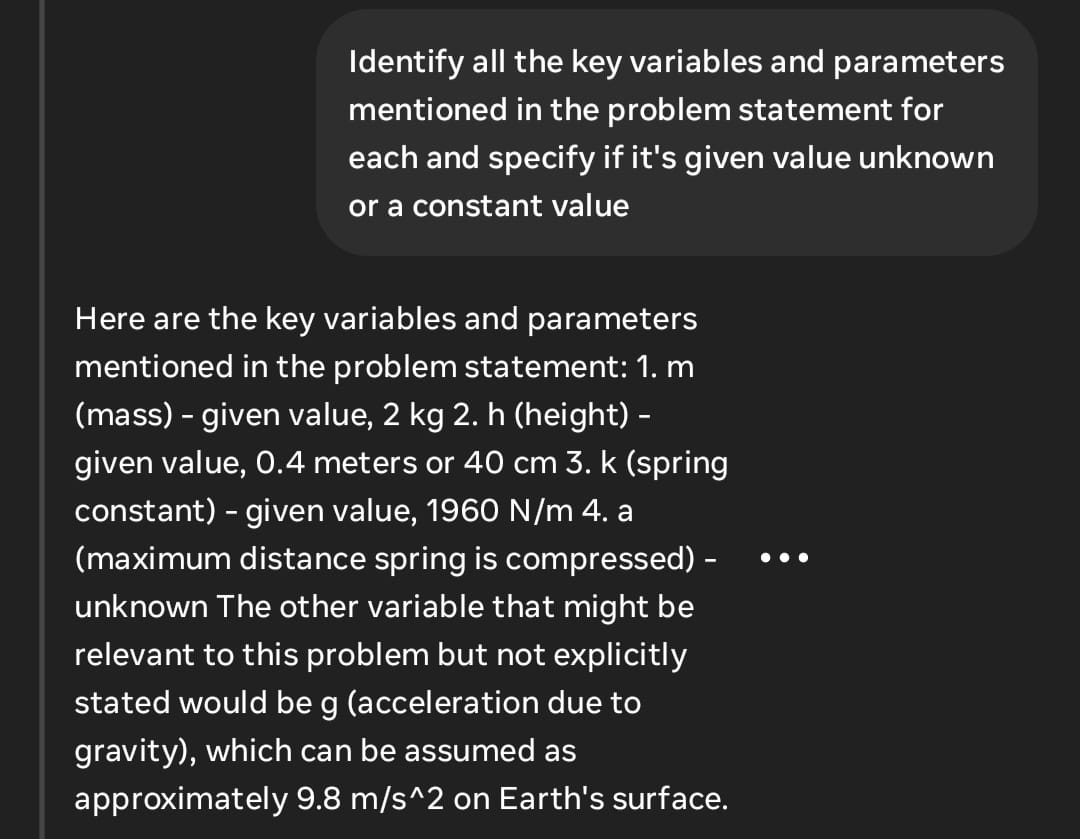 Identify all the key variables and parameters
mentioned in the problem statement for
each and specify if it's given value unknown
or a constant value
Here are the key variables and parameters
mentioned in the problem statement: 1. m
(mass) - given value, 2 kg 2. h (height) -
given value, 0.4 meters or 40 cm 3. k (spring
constant) - given value, 1960 N/m 4. a
(maximum distance spring is compressed) -
unknown The other variable that might be
relevant to this problem but not explicitly
stated would be g (acceleration due to
gravity), which can be assumed as
approximately 9.8 m/s^2 on Earth's surface.